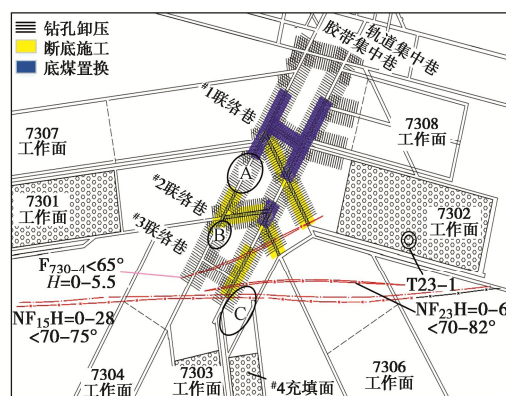 钻孔卸压
断底施工
底煤置换
轨道集中巷
胶带集中巷
#1联络巷
7307
工作面
7308
工作面
A
7301
工作面
#2联络巷
7302
工作面
B
#3联络巷
F730-4<65°
H=0-5.5
T23-1
NF15H=0-28
<70-75°
NF23H=0-6
<70-82°
C
7304
工作面
7303
工作面
#4充填面
7306
工作面